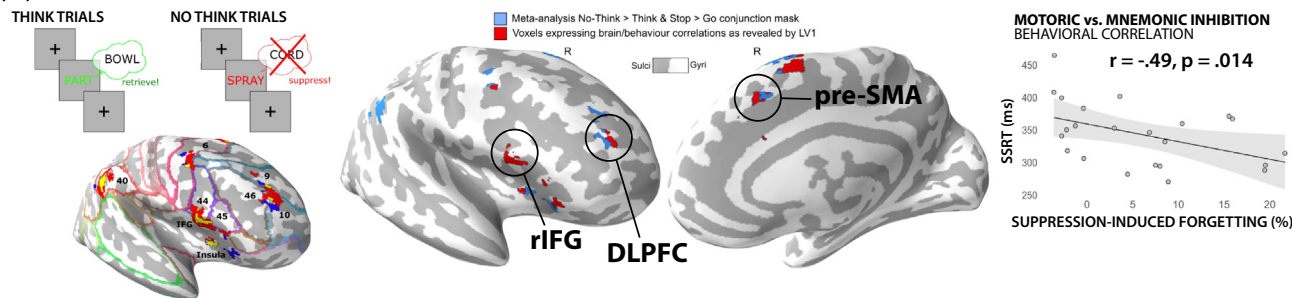 THINK TRIALS
NO THINK TRIALS
+
BOWL
PART
retrieve!
+
+
CORD
SPRAY
suppress!
+
6
9
40
46
44
45
10
IFG
Insula
Meta-analysis No-Think > Think & Stop > Go conjunction mask
Voxels expressing brain/behaviour correlations as revealed by LV1
R
Sulci
Gyri
R
pre-SMA
rIFG
DLPFC
MOTORIC vs. MNEMONIC INHIBITION
BEHAVIORAL CORRELATION
r = -.49, p = .014
SSRT (ms)
450
400
350
300
250
0
5
10
15
20
SUPPRESSION-INDUCED FORGETTING (%)